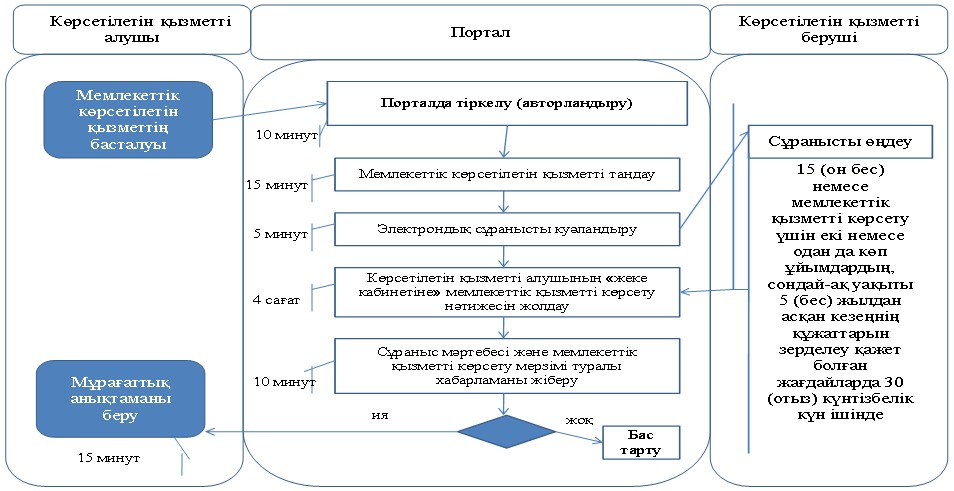 Көрсетілетін қызметті
алушы
Портал
Көрсетілетін қызметті
беруші
Мемлекеттік
көрсетілетін
қызметтің
басталуы
Порталда тіркелу (авторландыру)
10 минут
Мемлекеттік көрсетілетін қызметті таңдау
15 минут
Электрондық сұранысты куәландыру
5 минут
Көрсетілетін қызметті алушының «жеке
кабинетіне» мемлекеттік қызметті көрсету
нәтижесін жолдау
4 сағат
Сұраныс мәртебесі және мемлекеттік
қызметті көрсету мерзімі туралы
хабарламаны жіберу
10 минут
Сұранысты өңдеу
15 (он бес)
немесе
мемлекеттік
қызметті көрсету
үшін екі немесе
одан да көп
ұйымдардың,
сондай-ақ уақыты
5 (бес) жылдан
асқан кезеңнің
құжаттарын
зерделеу қажет
болған
жағдайларда 30
(отыз) күнтізбелік
күн ішінде
Мұрағаттық
анықтаманы
беру
15 минут
ия
жоқ
Бас
тарту